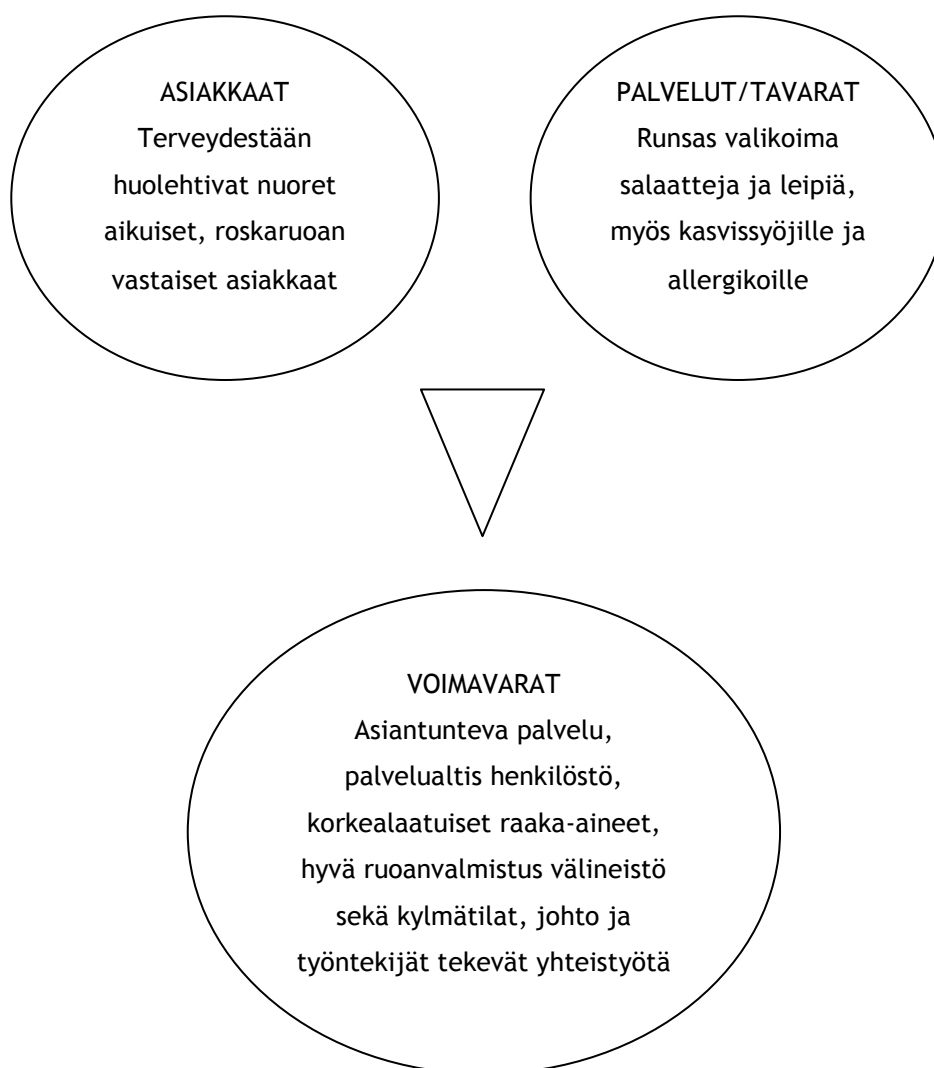 ASIAKKAAT
Terveydestään
huolehtivat nuoret
aikuiset, roskaruoan
vastaiset asiakkaat
PALVELUT/TAVARAT
Runsas valikoima
salaatteja ja leipiä,
myös kasvissyöjille ja
allergikoille
VOIMAVARAT
Asiantunteva palvelu,
palvelualtis henkilöstö,
korkealaatuiset raaka-aineet,
hyvä ruoanvalmistus välineistö
sekä kylmätilat, johto ja
työntekijät tekevät yhteistyötä